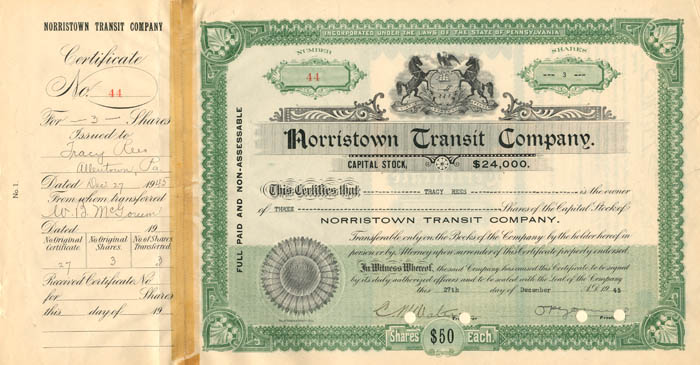 NORRISTOWN TRANSIT COMPANY
Certificate
No. 44
For —3— Shares
Issued to
Tracy Rees
Allentown, Pa
Dated Dec 27 1945
From whom transferred
W. B. McGorum
Dated 19
No Original Certificate. No Original Shares. No of Shares Transferred.
27 3 3
Received Certificate No
for Shares
this day of 19
No. 1.
FULL PAID AND NON-ASSESSABLE
INCORPORATED UNDER THE LAWS OF THE STATE OF PENNSYLVANIA
NUMBER
44
SHARES
--- 3 ---
Norristown Transit Company.
CAPITAL STOCK, $24,000.
This Certifies that TRACY REES is the owner
of THREE Shares of the Capital Stock of
NORRISTOWN TRANSIT COMPANY.
Transferable only on the Books of the Company by the holder hereof in
person or by Attorney upon surrender of this Certificate properly endorsed.
In Witness Whereof, the said Company has caused this Certificate to be signed
by its duly authorized officers and to be sealed with the Seal of the Company
this 27th day of December A.D. 1945
Shares $50 Each.